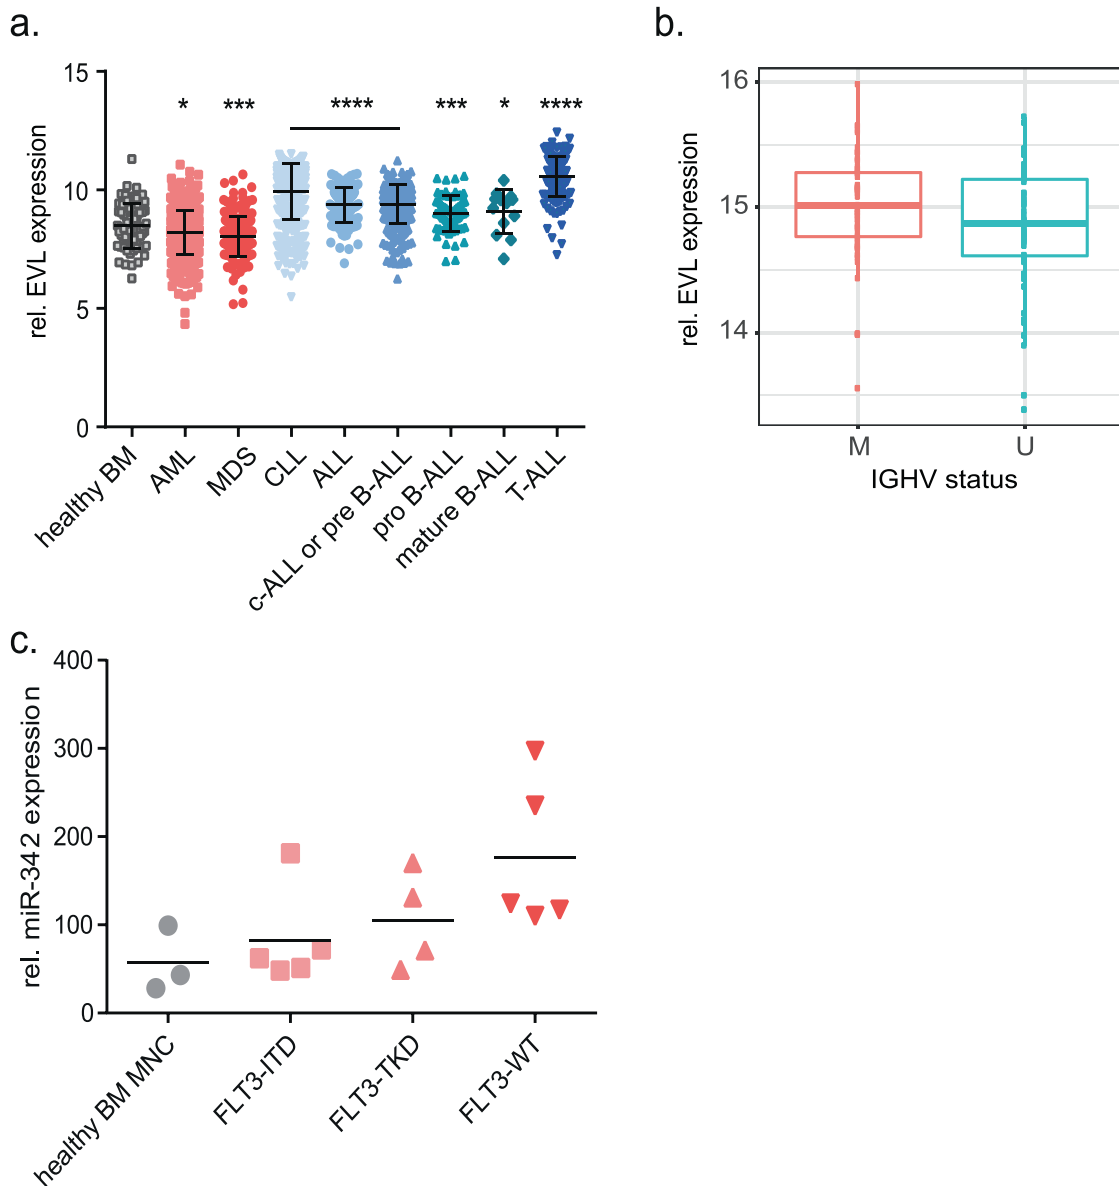 a.
rel. EVL expression
15
10
5
0
* *** **** *** * ****
healthy BM
AML
MDS
CLL
ALL
c-ALL or pre B-ALL
pro B-ALL
mature B-ALL
T-ALL
b.
rel. EVL expression
16
15
14
M U
IGHV status
c.
rel. miR-342 expression
400
300
200
100
0
healthy BM MNC
FLT3-ITD
FLT3-TKD
FLT3-WT